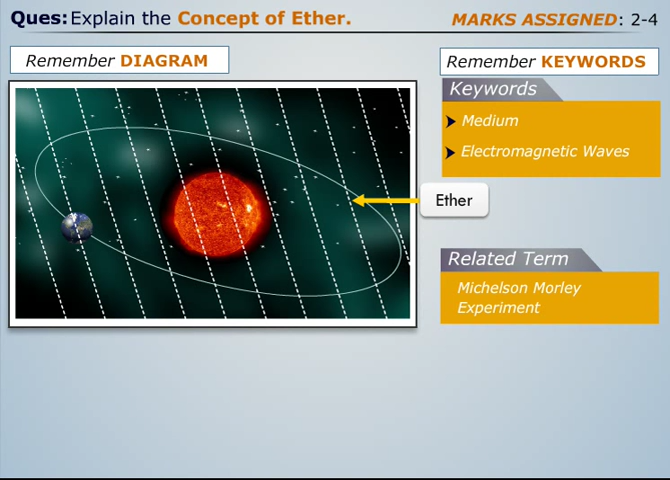 Ques: Explain the Concept of Ether.
MARKS ASSIGNED: 2-4
Remember DIAGRAM
Remember KEYWORDS
Keywords
Medium
Electromagnetic Waves
Ether
Related Term
Michelson Morley
Experiment